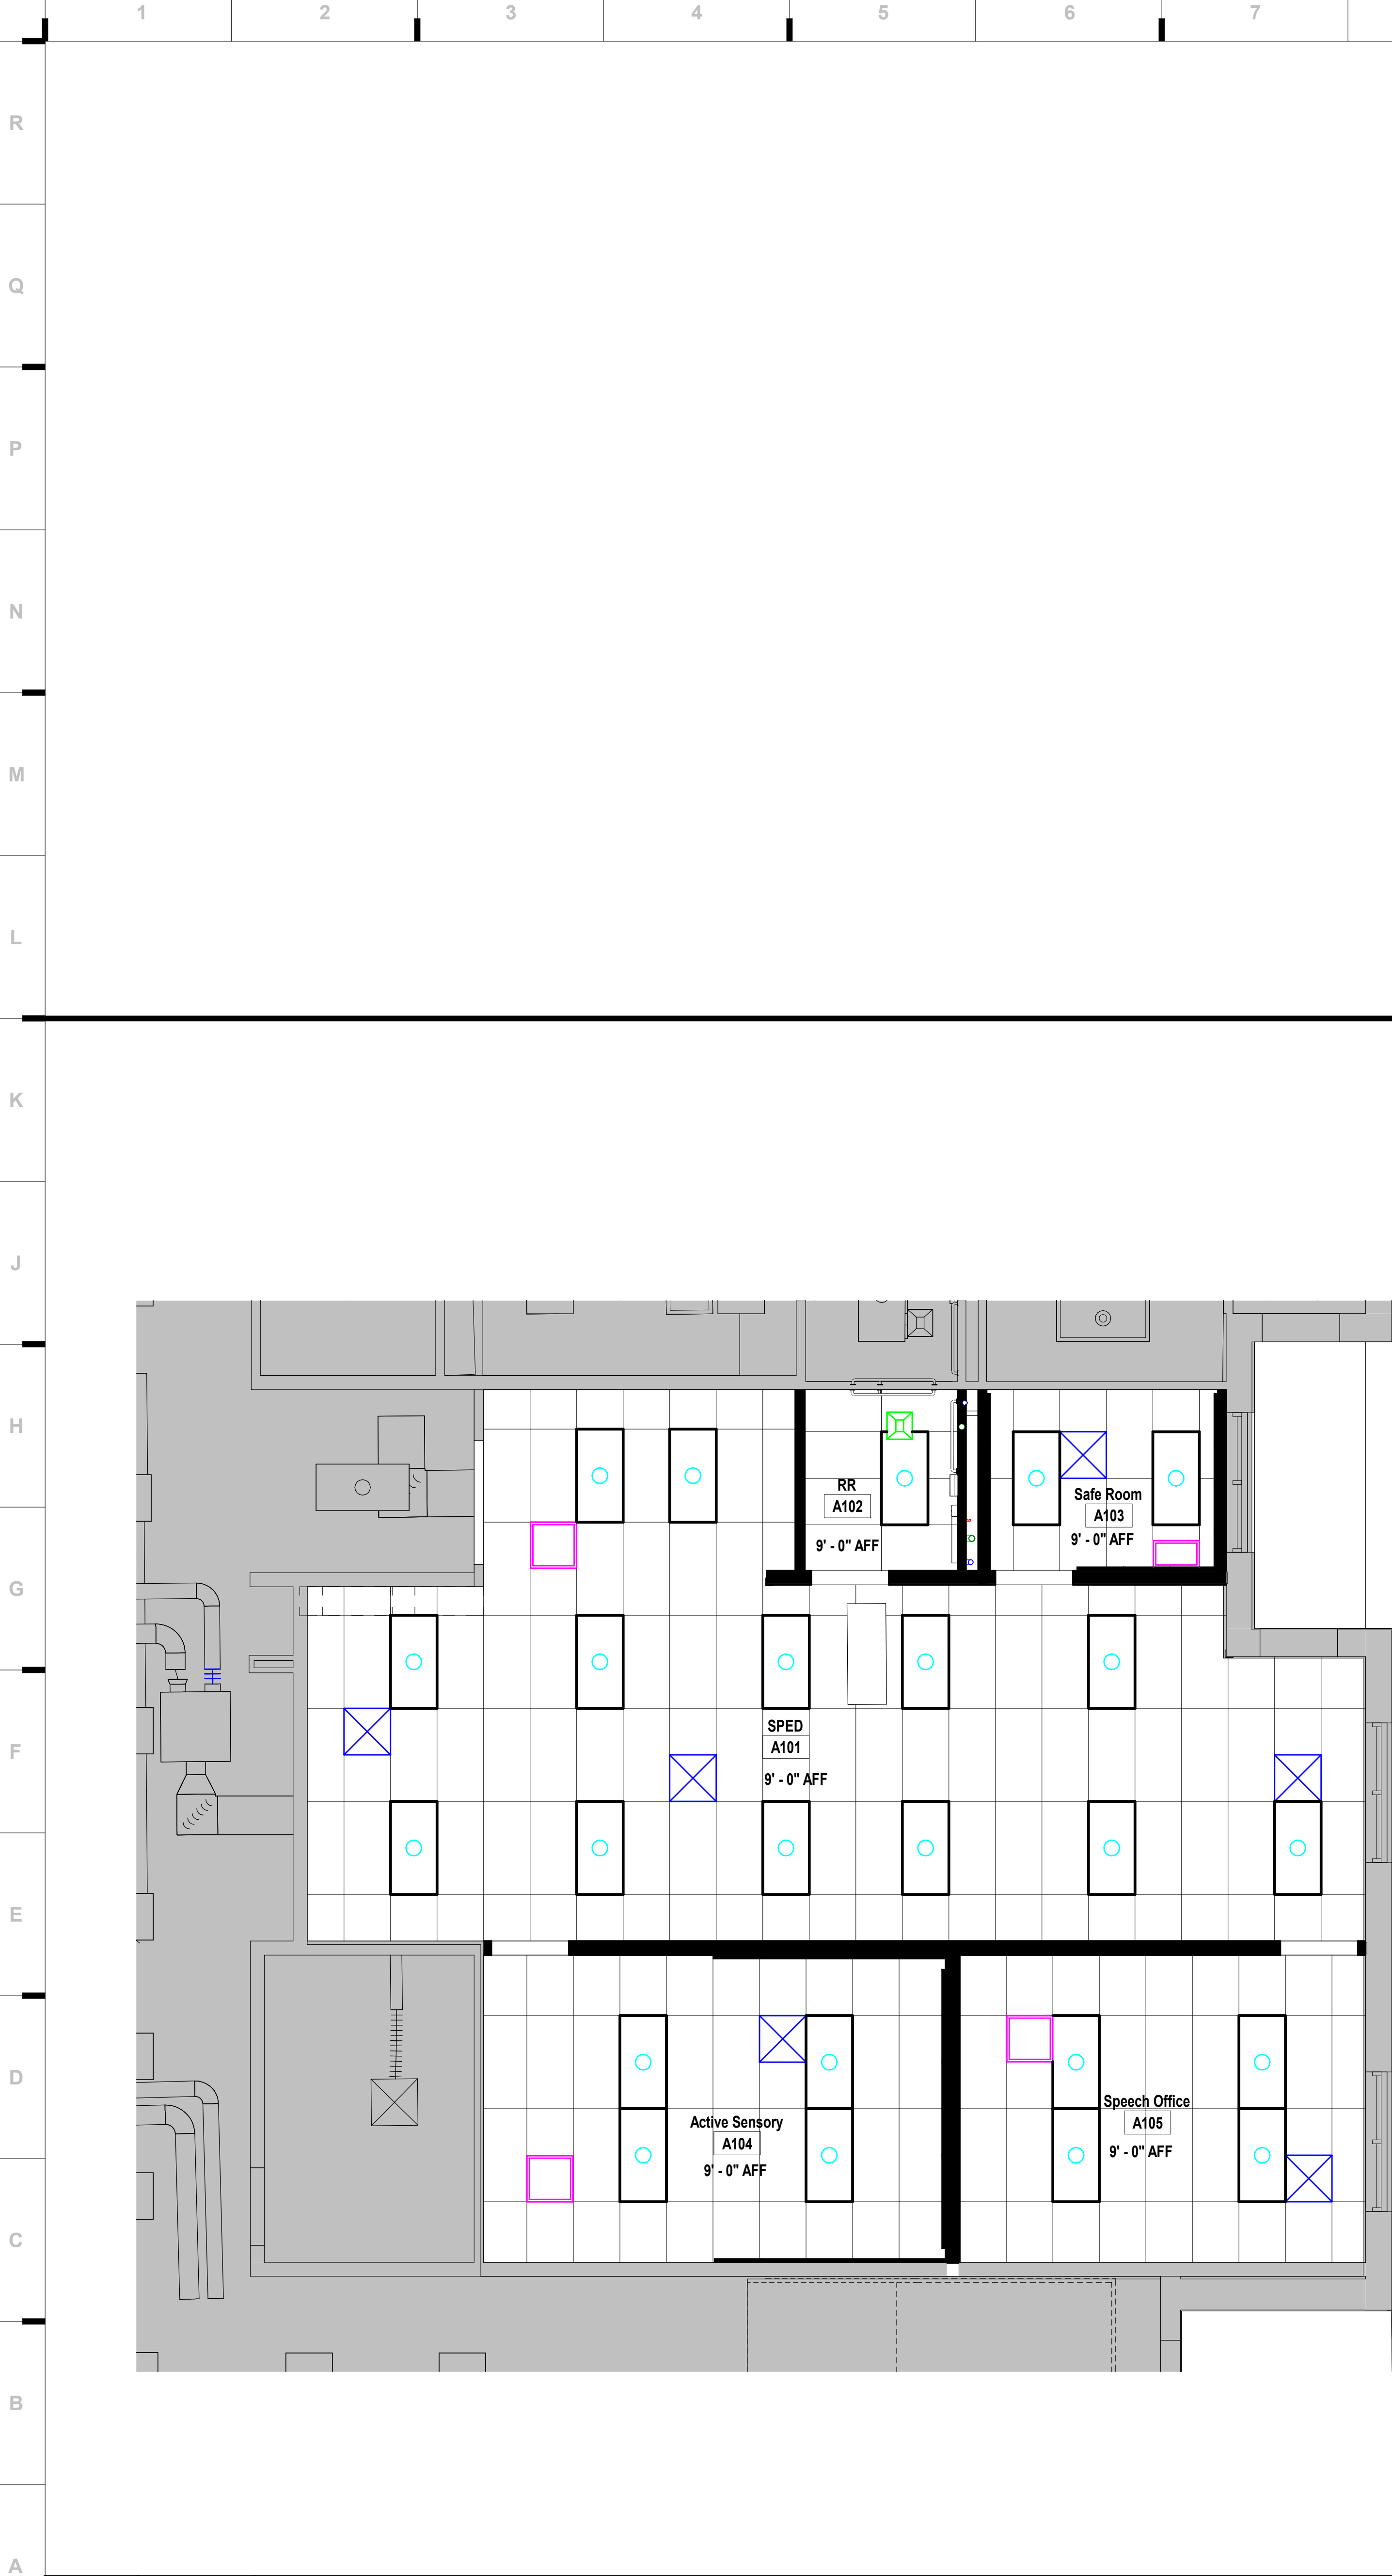 1 2 3 4 5 6 7
R
Q
P
N
M
L
K
J
H
RR
A102
9' - 0" AFF
Safe Room
A103
9' - 0" AFF
G
SPED
A101
9' - 0" AFF
F
E
D
Active Sensory
A104
9' - 0" AFF
Speech Office
A105
9' - 0" AFF
C
B
A